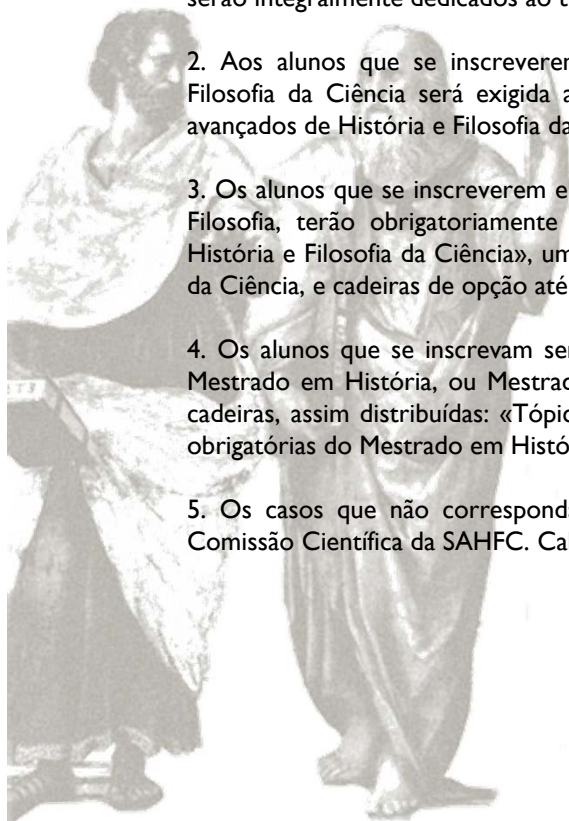 serão integralmente dedicados ao
2. Aos alunos que se inscreverem
Filosofia da Ciência será exigida a
avançados de História e Filosofia da
3. Os alunos que se inscreverem e
Filosofia, terão obrigatoriamente
História e Filosofia da Ciência», um
da Ciência, e cadeiras de opção até
4. Os alunos que se inscrevam sem
Mestrado em História, ou Mestrad
cadeiras, assim distribuídas: «Tópic
obrigatórias do Mestrado em Histó
5. Os casos que não corresponds
Comissão Científica da SAHFC. Ca